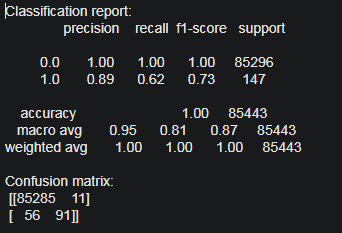 Classification report:
precision recall f1-score support
0.0 1.00 1.00 1.00 85296
1.0 0.89 0.62 0.73 147
accuracy 1.00 85443
macro avg 0.95 0.81 0.87 85443
weighted avg 1.00 1.00 1.00 85443
Confusion matrix:
[[85285 11]
[ 56 91]]